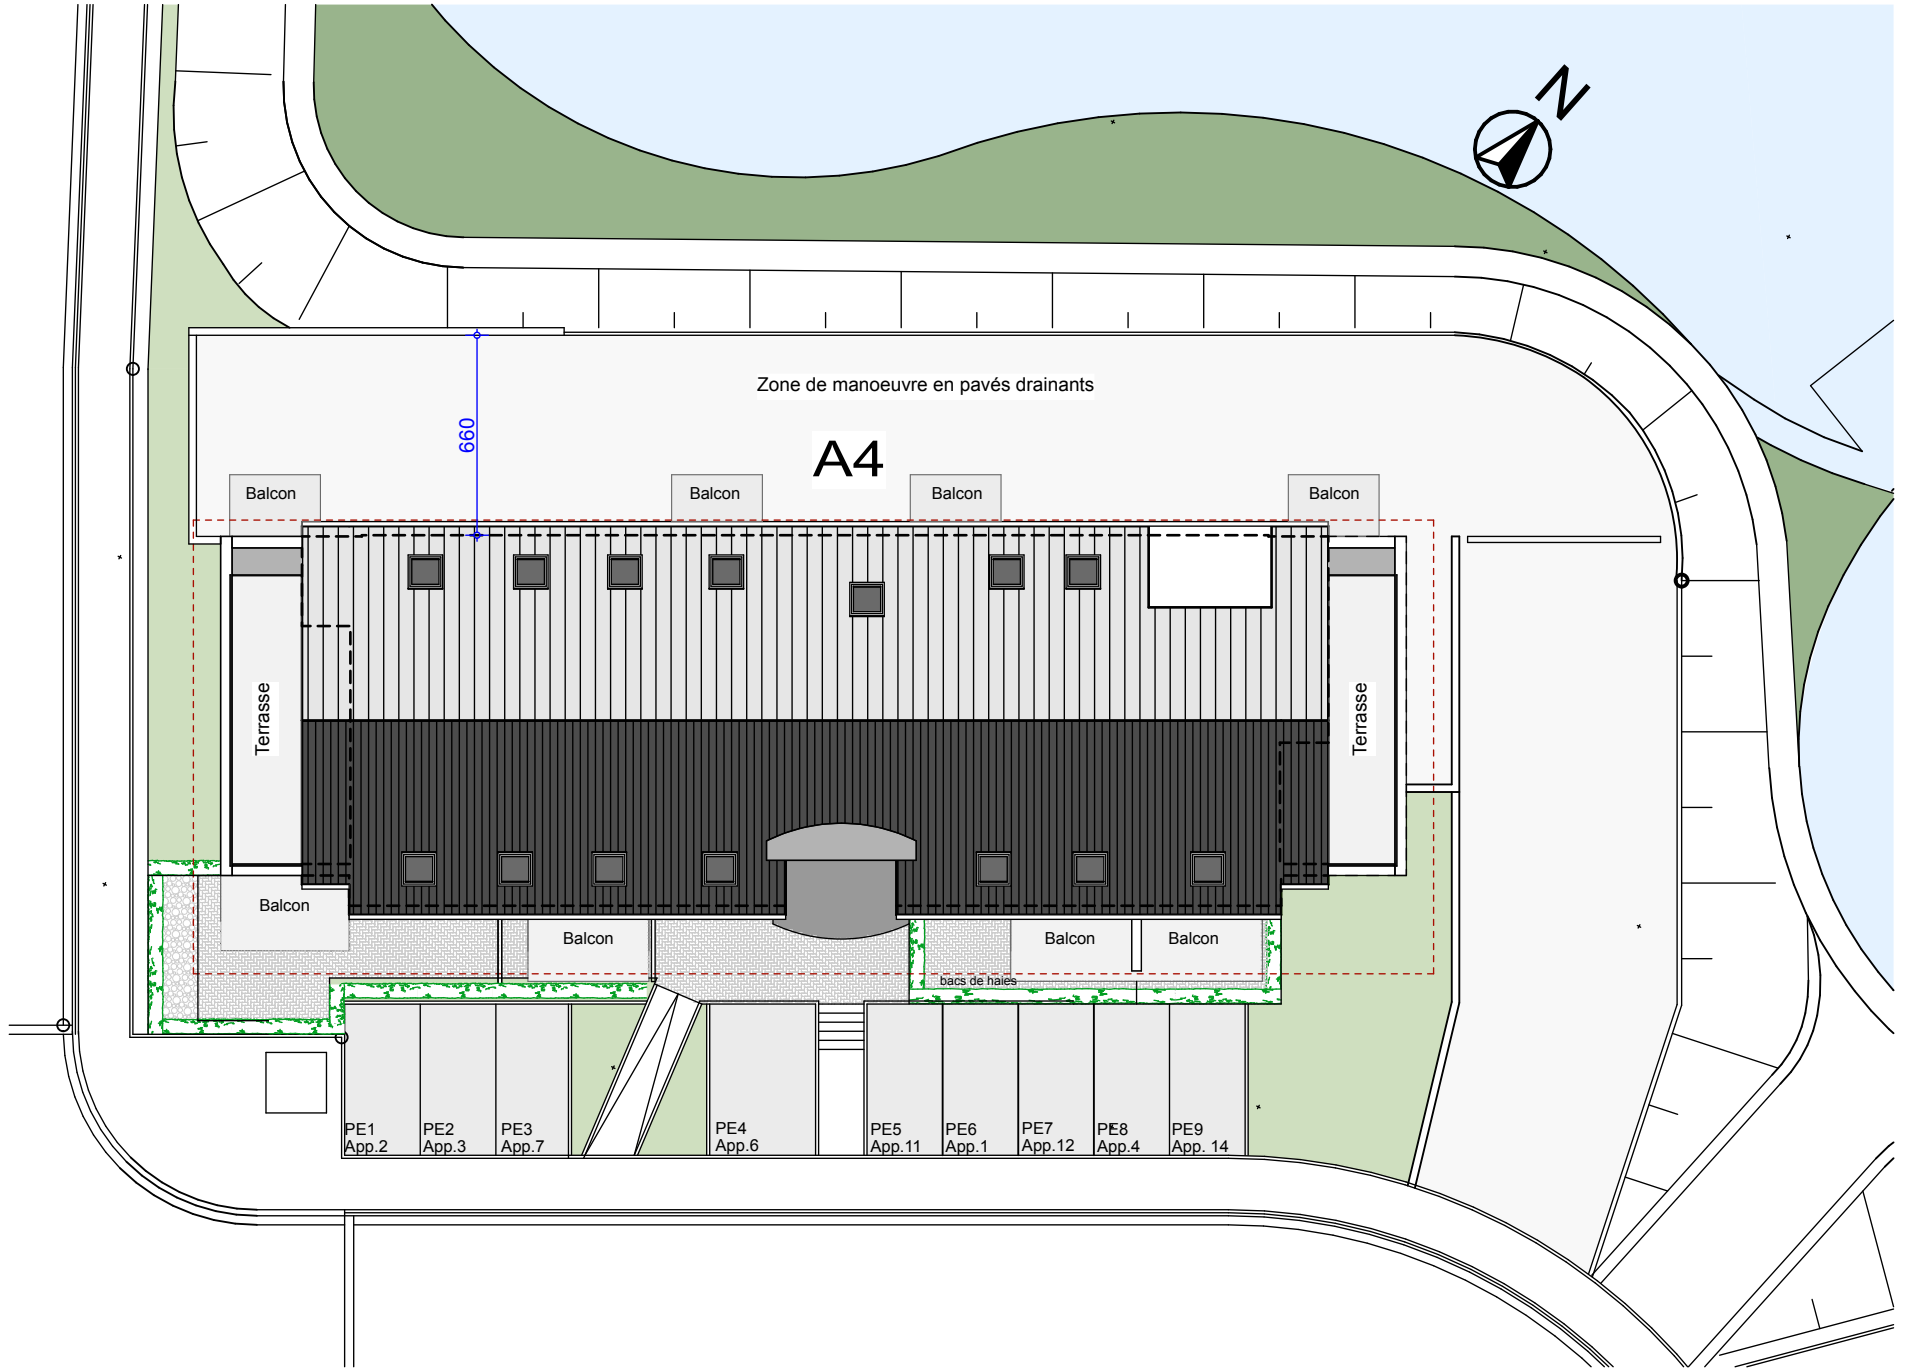 N
Zone de manoeuvre en pavés drainants
660
A4
Balcon
Balcon
Balcon
Balcon
Terrasse
Terrasse
Balcon
Balcon
Balcon
Balcon
bacs de haies
PE1
App.2
PE2
App.3
PE3
App.7
PE4
App.6
PE5
App.11
PE6
App.1
PE7
App.12
PE8
App.4
PE9
App. 14